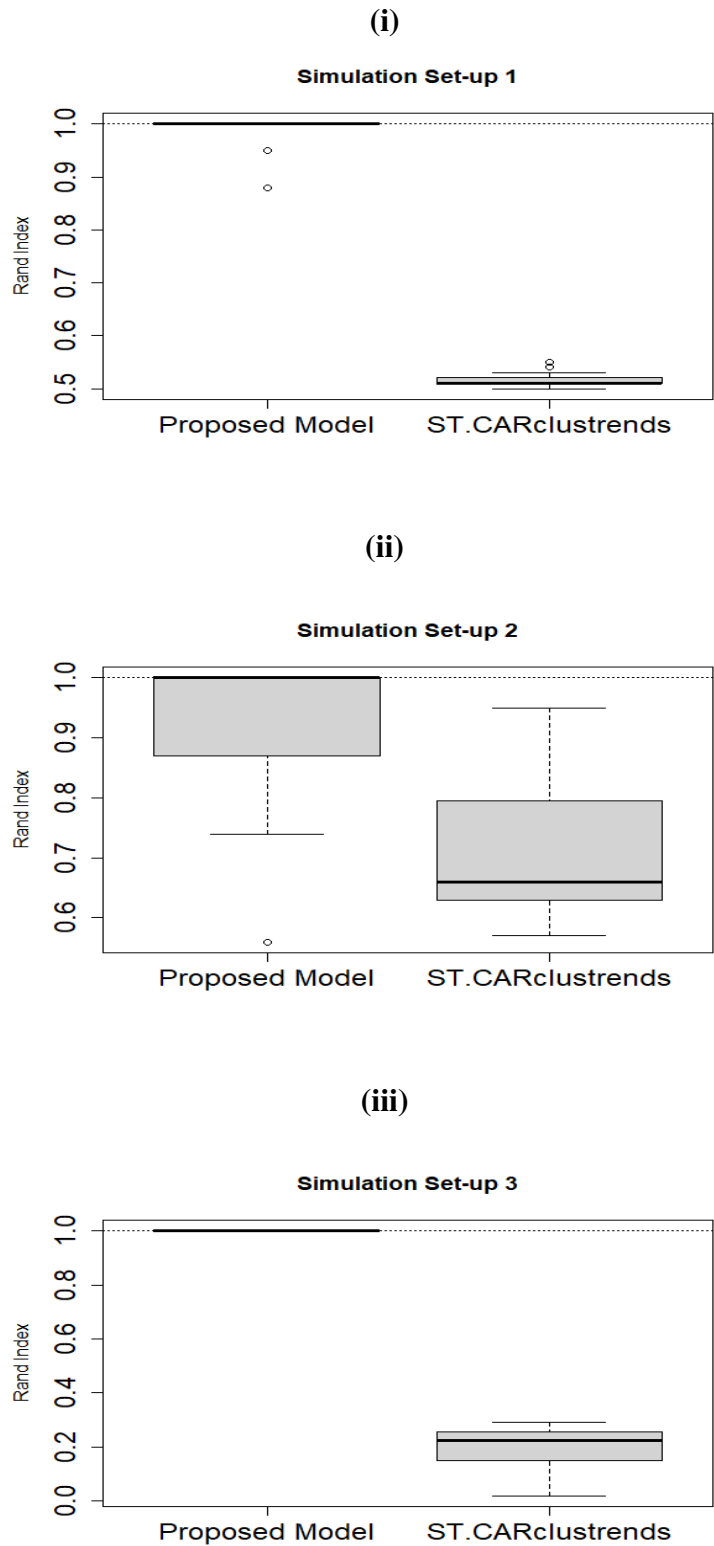 (i)
Simulation Set-up 1
Rand Index
1.0
0.9
0.8
0.7
0.6
0.5
Proposed Model
ST.CARclustrends
(ii)
Simulation Set-up 2
Rand Index
1.0
0.9
0.8
0.7
0.6
Proposed Model
ST.CARclustrends
(iii)
Simulation Set-up 3
Rand Index
1.0
0.8
0.6
0.4
0.2
0.0
Proposed Model
ST.CARclustrends